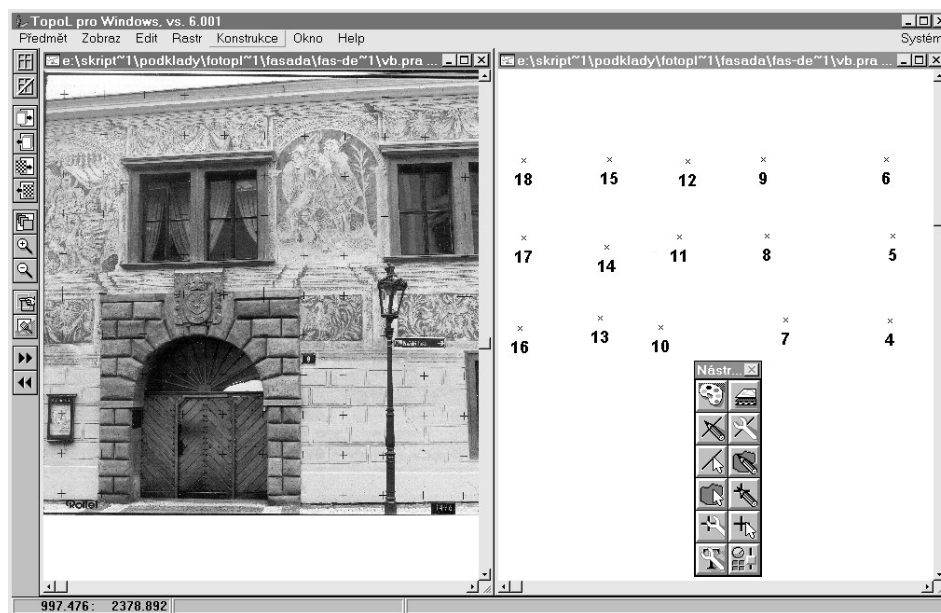 TopoL pro Windows, vs. 6.001
Předmět Zobraz Edit Rastr Konstrukce Okno Help Systém
e:\skript~1\podklady\fotopl~1\fasada\fas-de~1\vb.pra ...
e:\skript~1\podklady\fotopl~1\fasada\fas-de~1\vb.pra ...
18 15 12 9 6
17 14 11 8 5
16 13 10 7 4
Nástr...
Rollei
997.476 : 2378.892